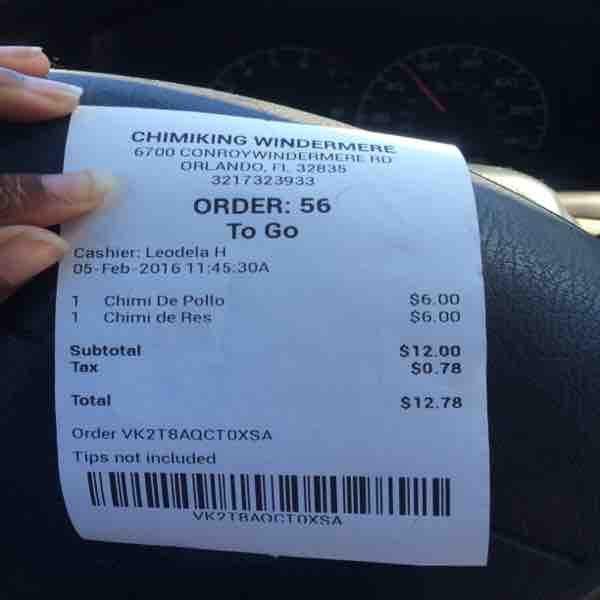 CHIMIKING WINDERMERE
6700 CONROYWINDERMERE RD
ORLANDO, FL 32835
3217323933
ORDER: 56
To Go
Cashier: Leodela H
05-Feb-2016 11:45:30A
1 Chimi De Pollo $6.00
1 Chimi de Res $6.00
Subtotal $12.00
Tax $0.78
Total $12.78
Order VK2T8AQCT0XSA
Tips not included
VK2T8AQCT0XSA